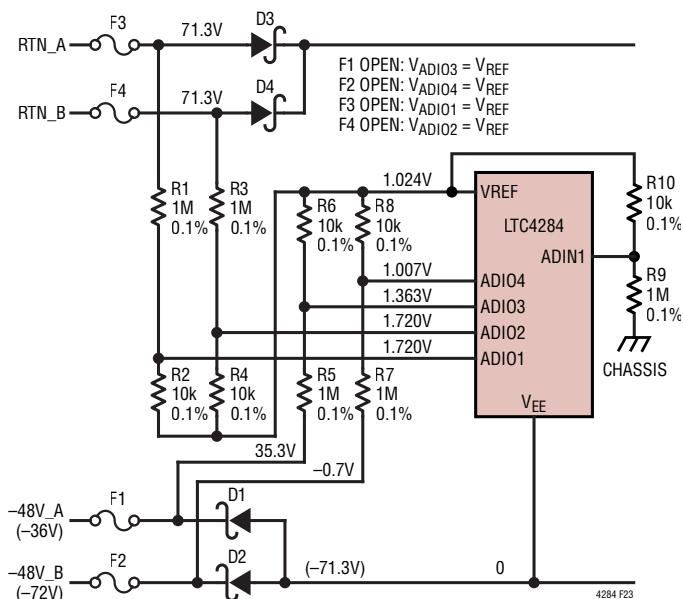 F3
D3
RTN_A
71.3V
F1 OPEN: VADIO3 = VREF
F2 OPEN: VADIO4 = VREF
F3 OPEN: VADIO1 = VREF
F4 OPEN: VADIO2 = VREF
F4
D4
RTN_B
71.3V
R1
1M
0.1%
R3
1M
0.1%
1.024V
R6
10k
0.1%
R8
10k
0.1%
VREF
LTC4284
ADIN1
R10
10k
0.1%
1.007V
ADIO4
1.363V
ADIO3
1.720V
ADIO2
1.720V
ADIO1
R9
1M
0.1%
CHASSIS
R2
10k
0.1%
R4
10k
0.1%
R5
1M
0.1%
R7
1M
0.1%
VEE
35.3V
–0.7V
–48V_A
(–36V)
F1
D1
–48V_B
(–72V)
F2
D2
(–71.3V)
0
4284 F23